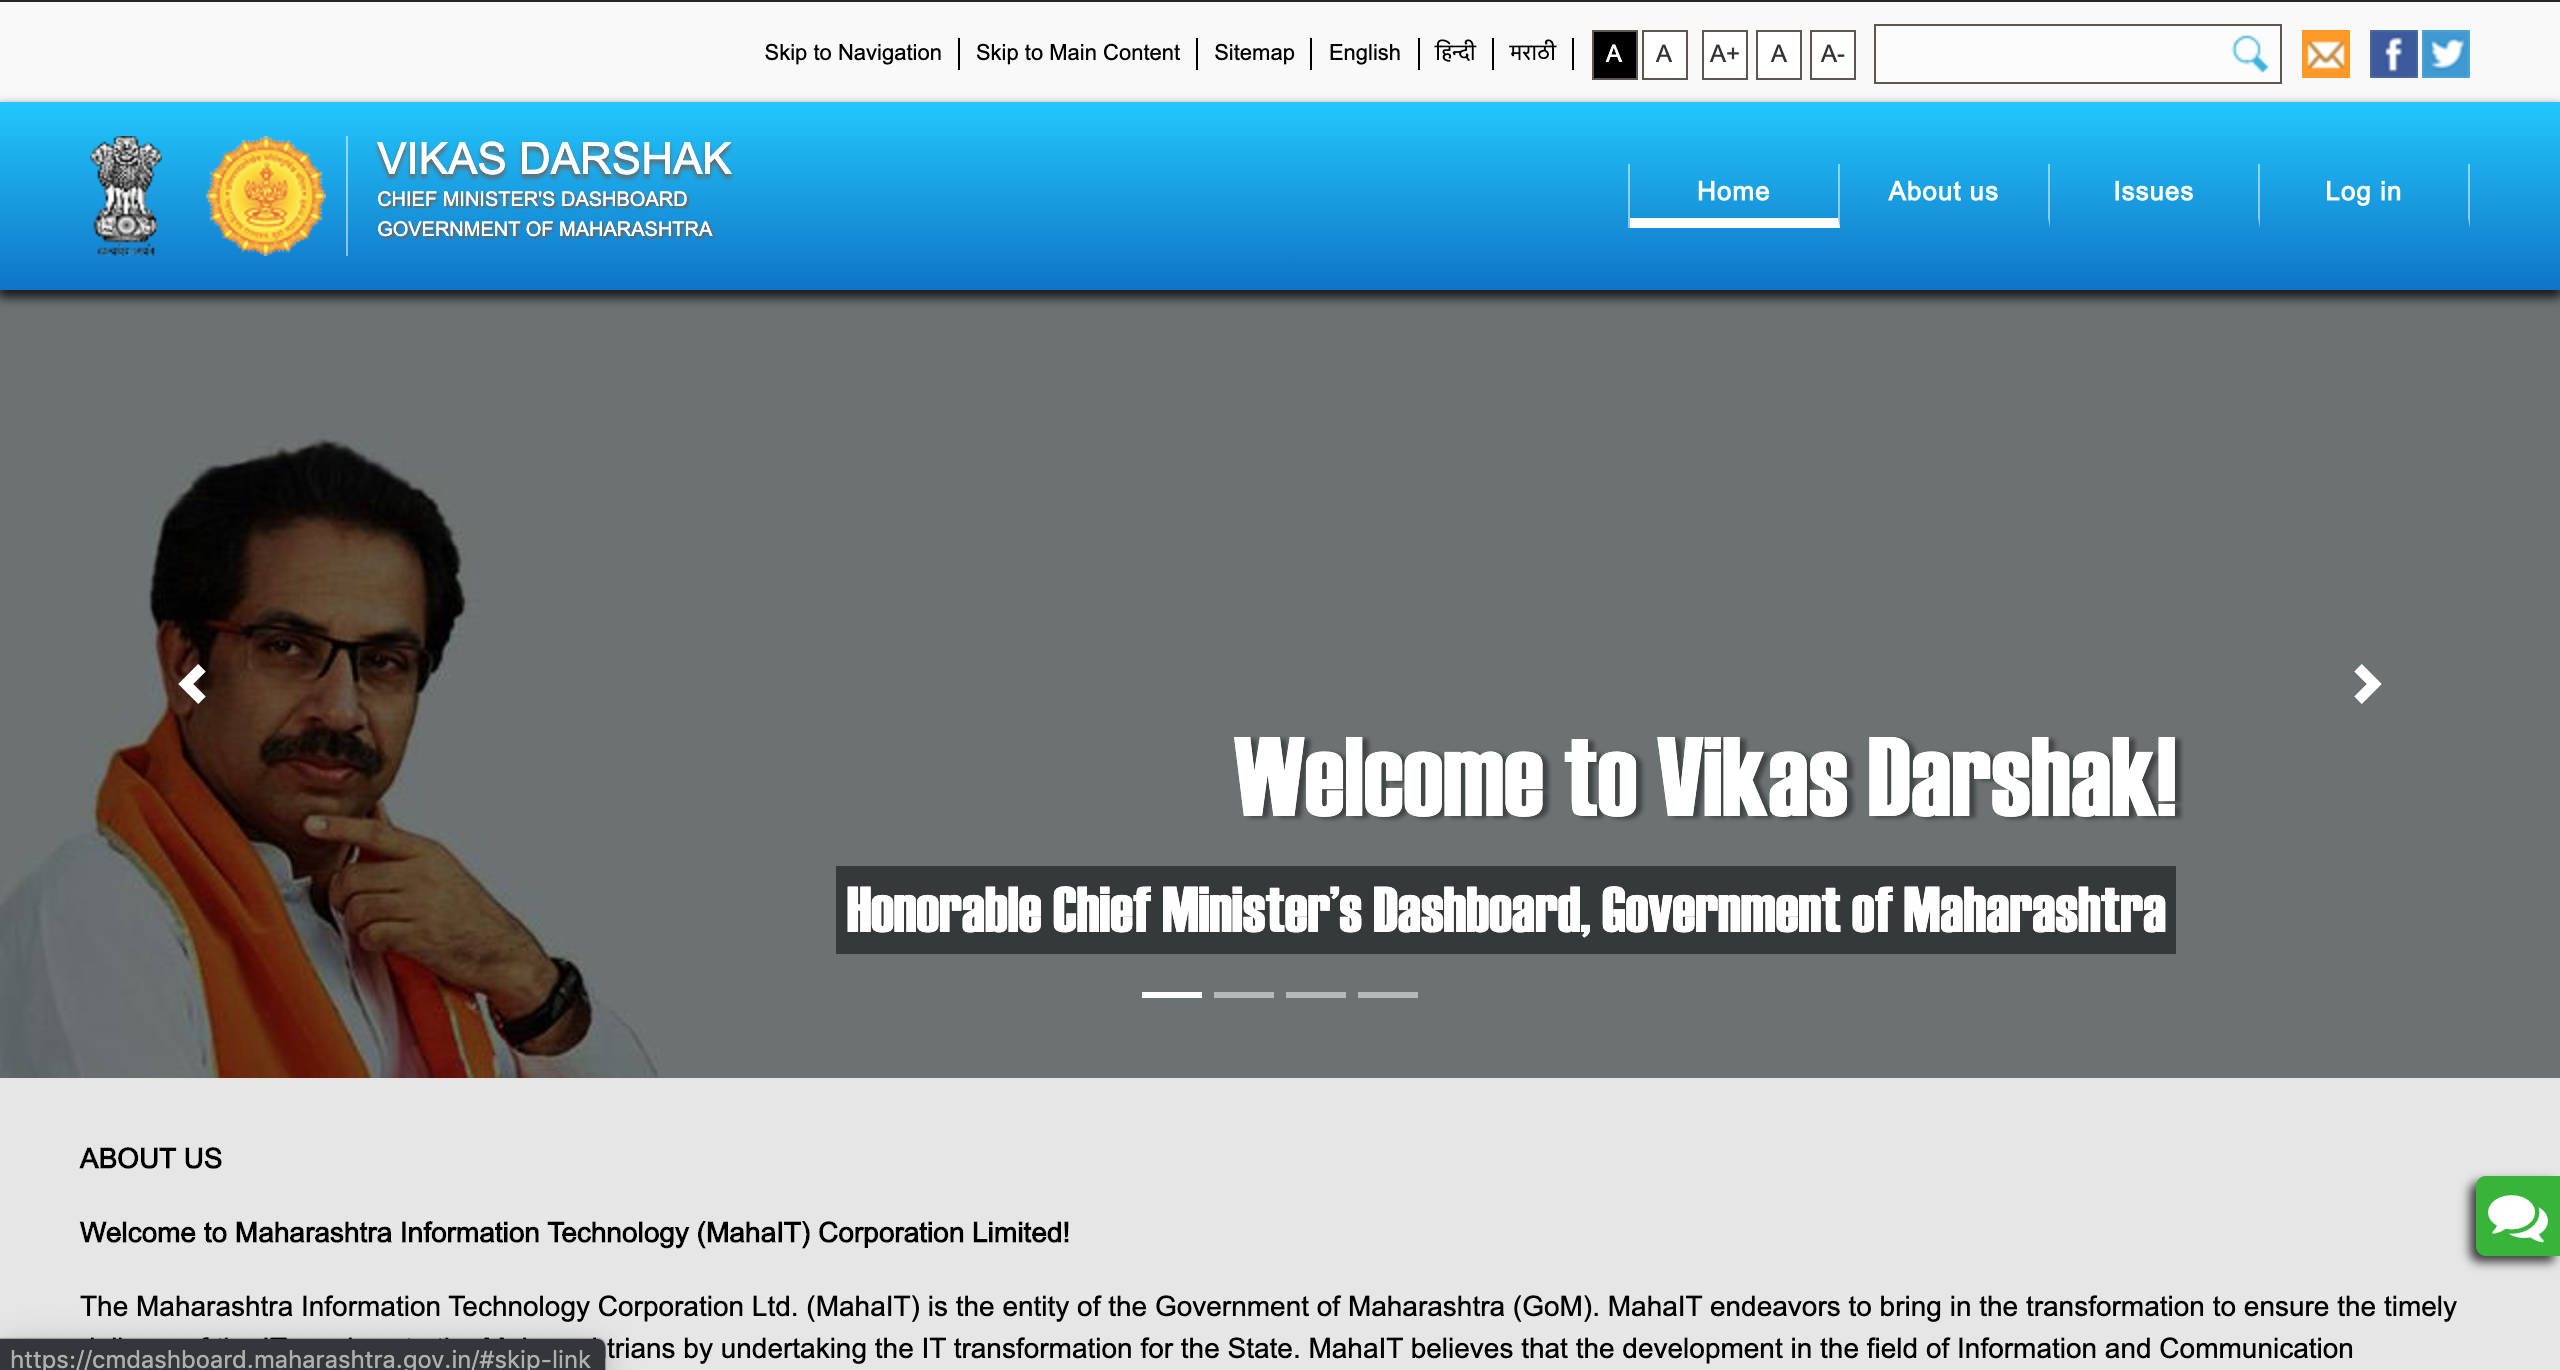 Skip to Navigation
Skip to Main Content
Sitemap
English
हिन्दी
मराठी
A A A+ A A-
VIKAS DARSHAK
CHIEF MINISTER'S DASHBOARD
GOVERNMENT OF MAHARASHTRA
Home
About us
Issues
Log in
Welcome to Vikas Darshak!
Honorable Chief Minister's Dashboard, Government of Maharashtra
ABOUT US
Welcome to Maharashtra Information Technology (MahaIT) Corporation Limited!
The Maharashtra Information Technology Corporation Ltd. (MahaIT) is the entity of the Government of Maharashtra (GoM). MahaIT endeavors to bring in the transformation to ensure the timely
by undertaking the IT transformation for the State. MahaIT believes that the development in the field of Information and Communication
https://cmdashboard.maharashtra.gov.in/#skip-link